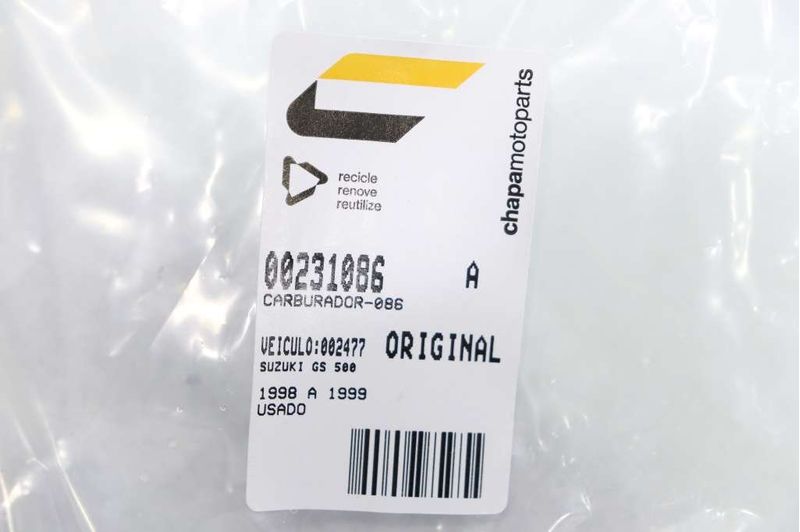 chapamotoparts
recicle
renove
reutilize
00231086 A
CARBURADOR-086
VEICULO:002477 ORIGINAL
SUZUKI GS 500
1998 A 1999
USADO